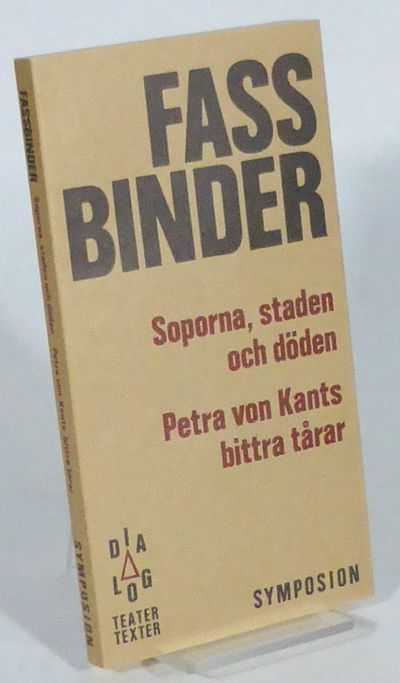 FASSBINDER Soporna, staden och döden Petra von Kants bittra tårar SYMPOSION
FASS
BINDER
Soporna, staden
och döden
Petra von Kants
bittra tårar
DIA
LOG
TEATER
TEXTER
SYMPOSION